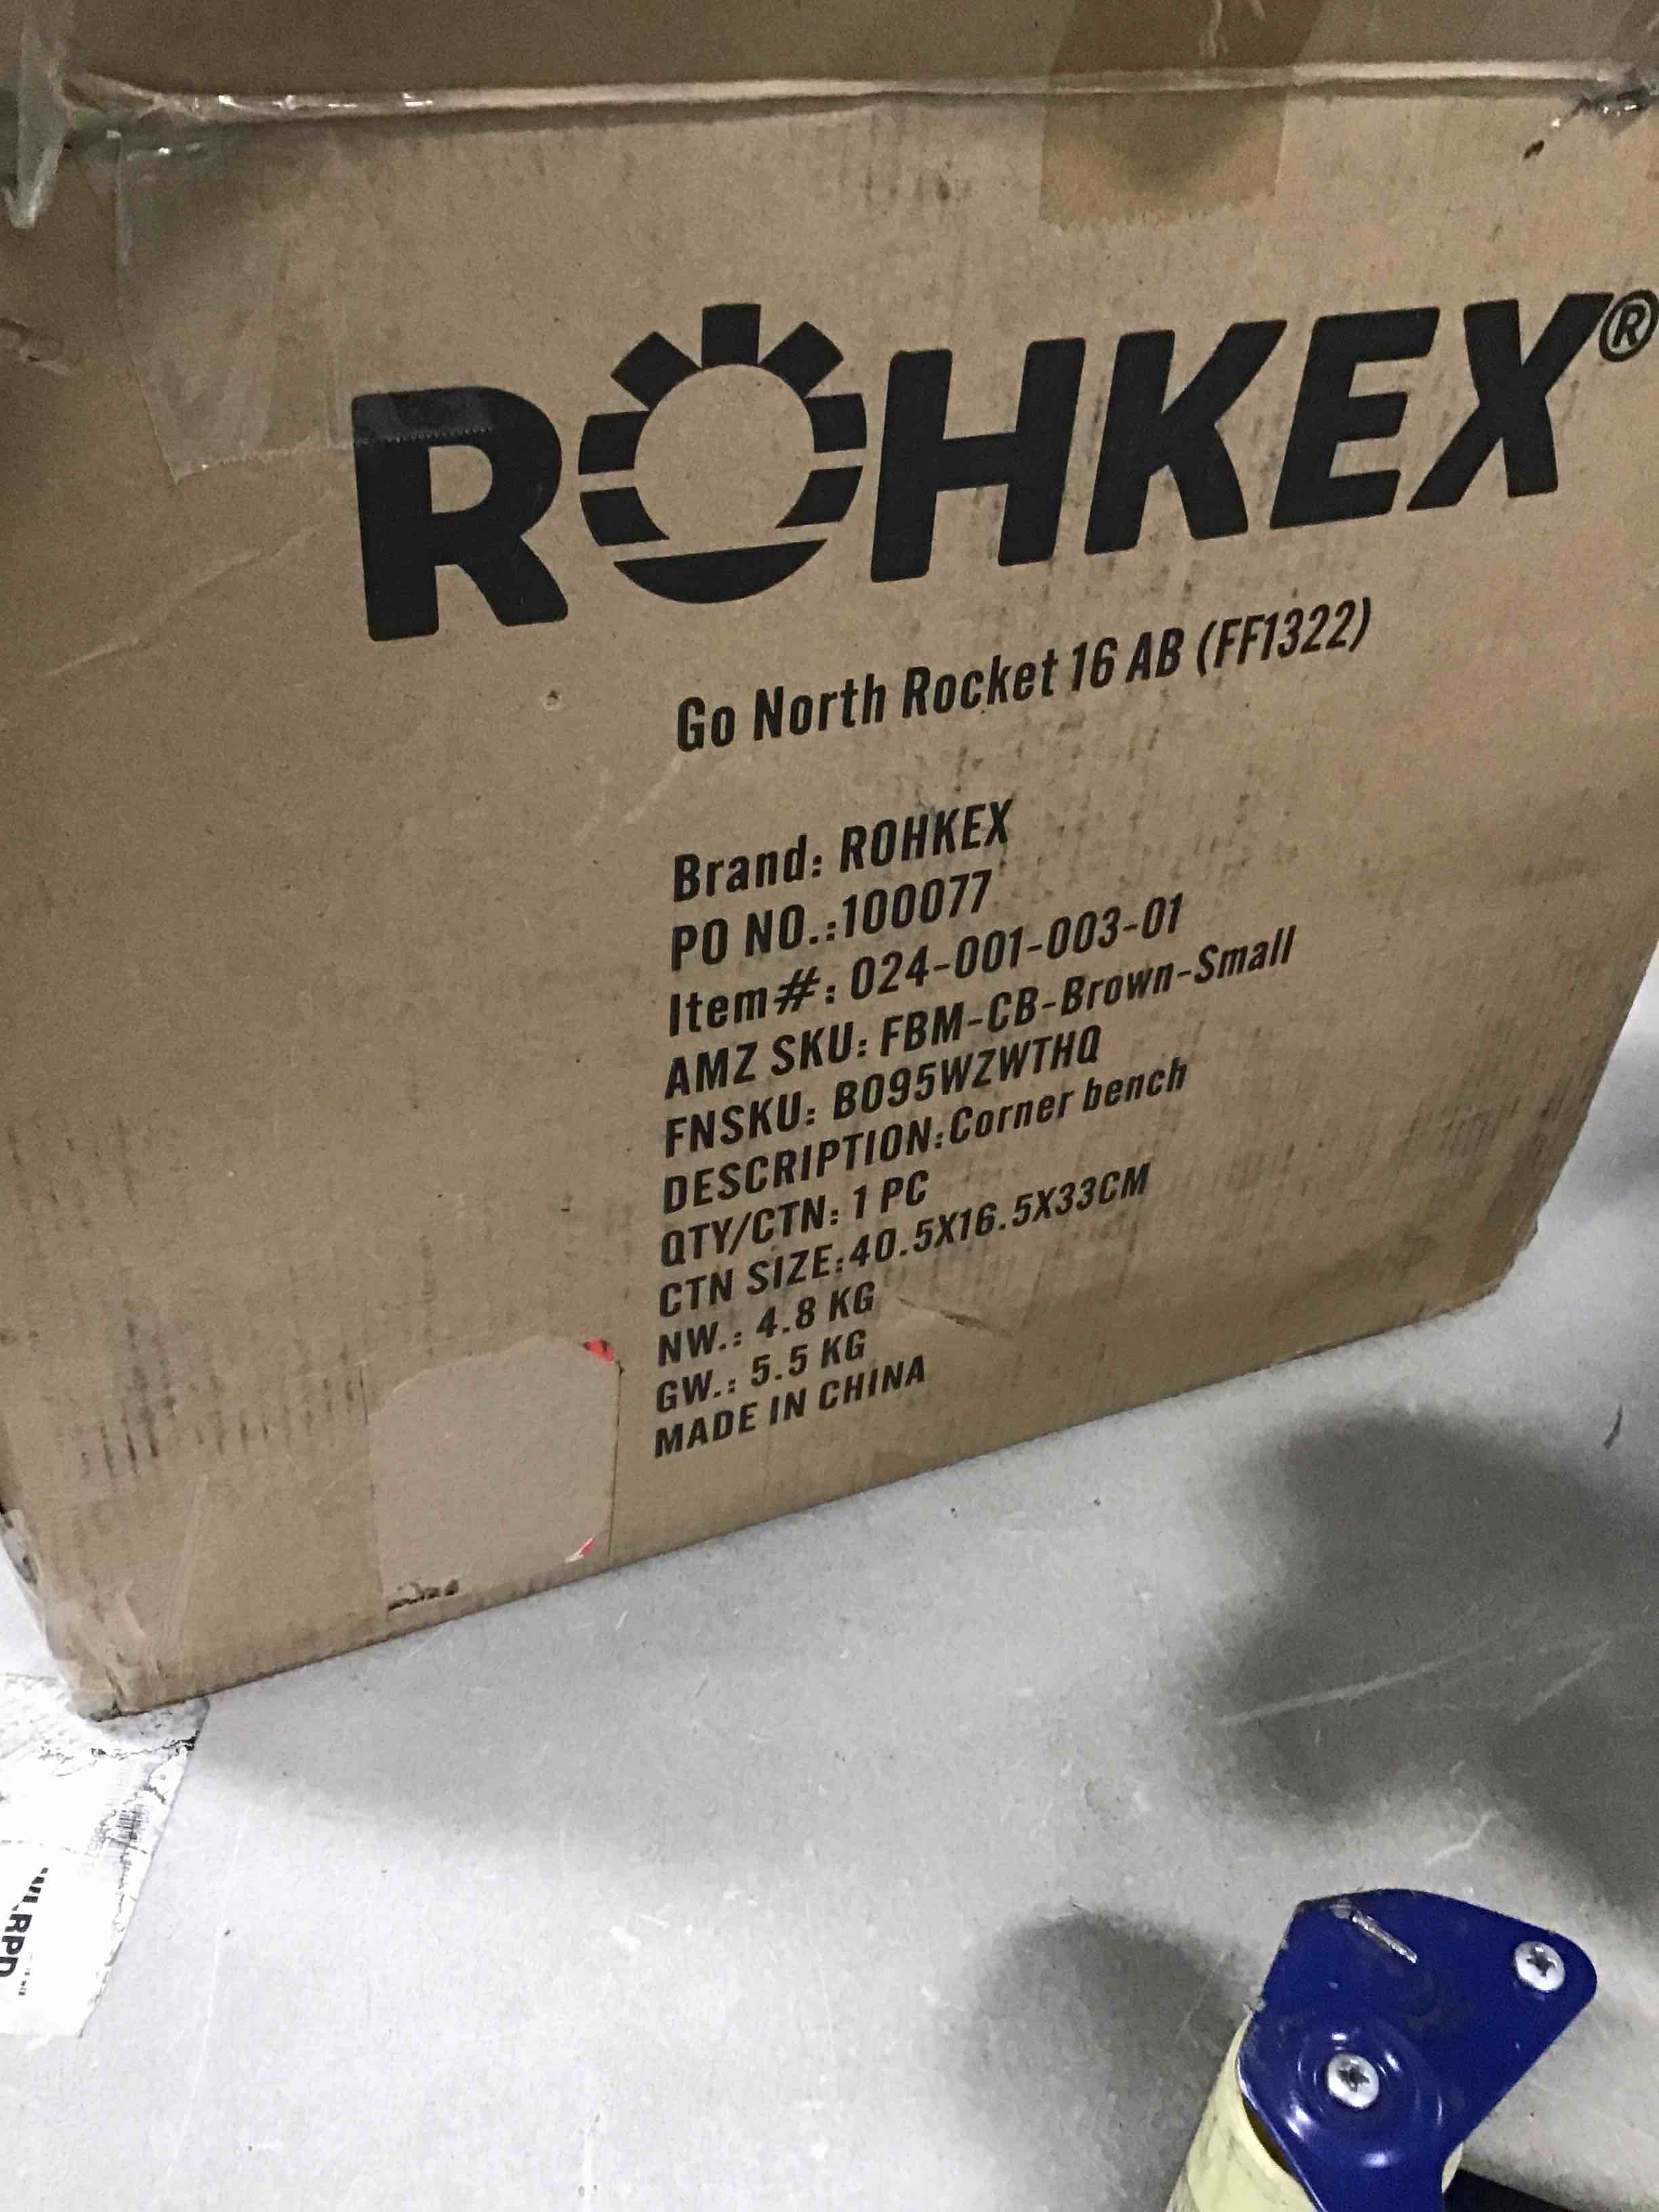 ROHKEX®
Go North Rocket 16 AB (FF1322)
Brand: ROHKEX
PO NO.:100077
Item#: 024-001-003-01
AMZ SKU: FBM-CB-Brown-Small
FNSKU: B095WZWTHQ
DESCRIPTION:Corner bench
QTY/CTN: 1 PC
CTN SIZE:40.5X16.5X33CM
NW.: 4.8 KG
GW.: 5.5 KG
MADE IN CHINA